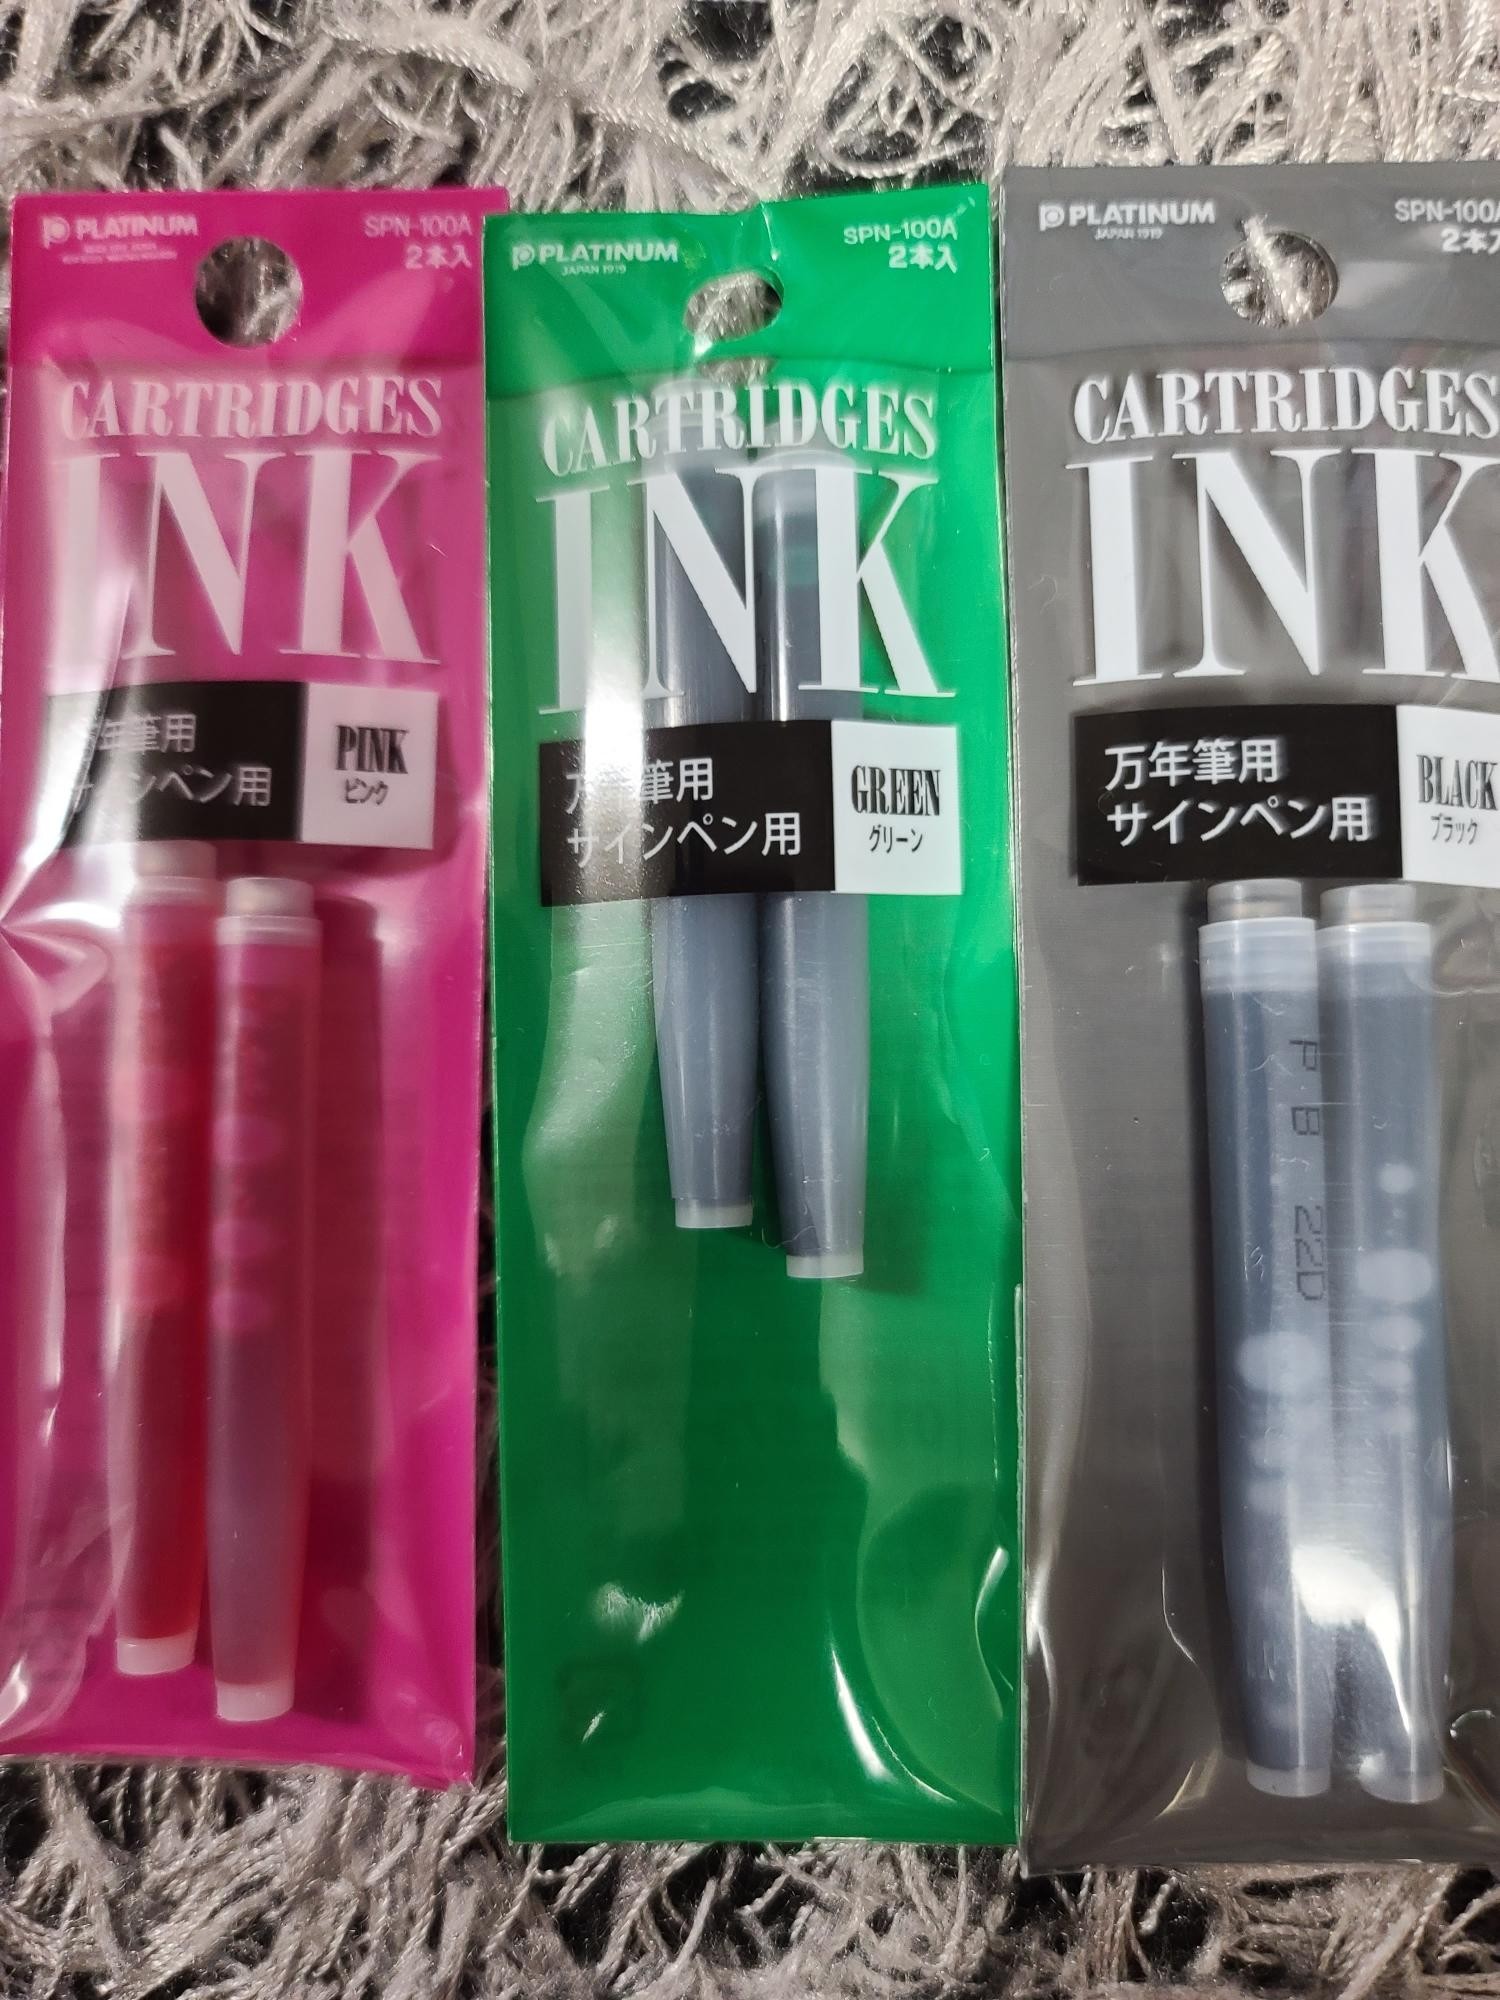 PLATINUM
SPN-100A
2本入
CARTRIDGES
INK
年筆用
ンペン用
PINK
ピンク
PLATINUM
JAPAN 1919
SPN-100A
2本入
CARTRIDGES
INK
万年筆用
サインペン用
GREEN
グリーン
PLATINUM
JAPAN 1919
SPN-100A
2本入
CARTRIDGES
INK
万年筆用
サインペン用
BLACK
ブラック
P B 22D